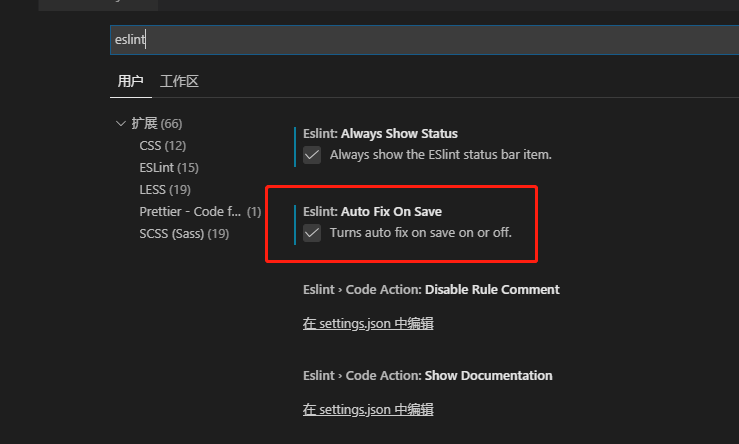 eslint
用户 工作区
扩展 (66)
CSS (12)
ESLint (15)
LESS (19)
Prettier - Code f... (1)
SCSS (Sass) (19)
Eslint: Always Show Status
Always show the ESlint status bar item.
Eslint: Auto Fix On Save
Turns auto fix on save on or off.
Eslint › Code Action: Disable Rule Comment
在 settings.json 中编辑
Eslint › Code Action: Show Documentation
在 settings.json 中编辑